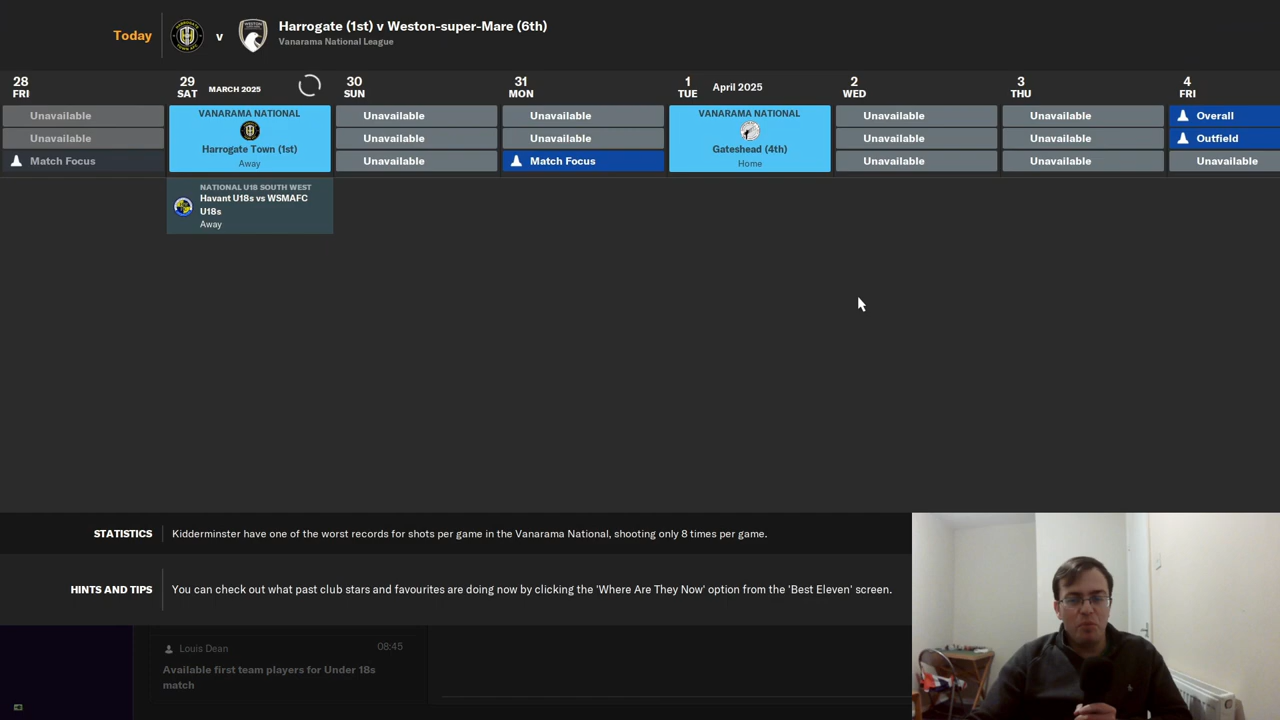 Today
v
Harrogate (1st) v Weston-super-Mare (6th)
Vanarama National League
28
FRI
29
SAT
MARCH 2025
30
SUN
31
MON
1
TUE
April 2025
2
WED
3
THU
4
FRI
Unavailable
Unavailable
Match Focus
VANARAMA NATIONAL
Harrogate Town (1st)
Away
Unavailable
Unavailable
Unavailable
Unavailable
Unavailable
Match Focus
VANARAMA NATIONAL
Gateshead (4th)
Home
Unavailable
Unavailable
Unavailable
Unavailable
Unavailable
Unavailable
Overall
Outfield
Unavailable
NATIONAL U18 SOUTH WEST
Havant U18s vs WSMAFC
U18s
Away
STATISTICS
Kidderminster have one of the worst records for shots per game in the Vanarama National, shooting only 8 times per game.
HINTS AND TIPS
You can check out what past club stars and favourites are doing now by clicking the 'Where Are They Now' option from the 'Best Eleven' screen.
Louis Dean
08:45
Available first team players for Under 18s
match